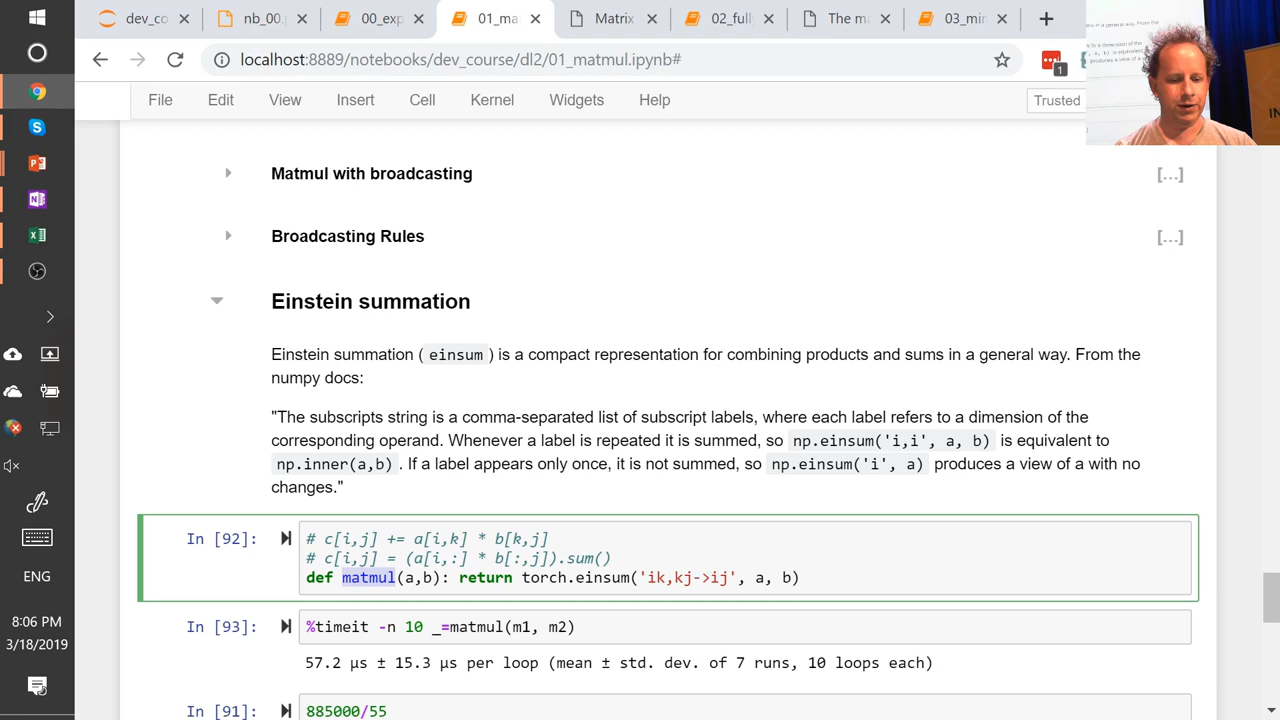 dev_co
nb_00.
00_exp
01_ma
Matrix
02_full
The ma
03_min
localhost:8889/notebooks/dev_course/dl2/01_matmul.ipynb#
1
File Edit View Insert Cell Kernel Widgets Help
Trusted
Matmul with broadcasting
[...]
Broadcasting Rules
[...]
Einstein summation
Einstein summation ( einsum ) is a compact representation for combining products and sums in a general way. From the
numpy docs:
"The subscripts string is a comma-separated list of subscript labels, where each label refers to a dimension of the
corresponding operand. Whenever a label is repeated it is summed, so np.einsum('i,i', a, b) is equivalent to
np.inner(a,b) . If a label appears only once, it is not summed, so np.einsum('i', a) produces a view of a with no
changes."
In [92]:
# c[i,j] += a[i,k] * b[k,j]
# c[i,j] = (a[i,:] * b[:,j]).sum()
def matmul(a,b): return torch.einsum('ik,kj->ij', a, b)
In [93]:
%timeit -n 10 _=matmul(m1, m2)
57.2 µs ± 15.3 µs per loop (mean ± std. dev. of 7 runs, 10 loops each)
In [91]:
885000/55
ENG
8:06 PM
3/18/2019